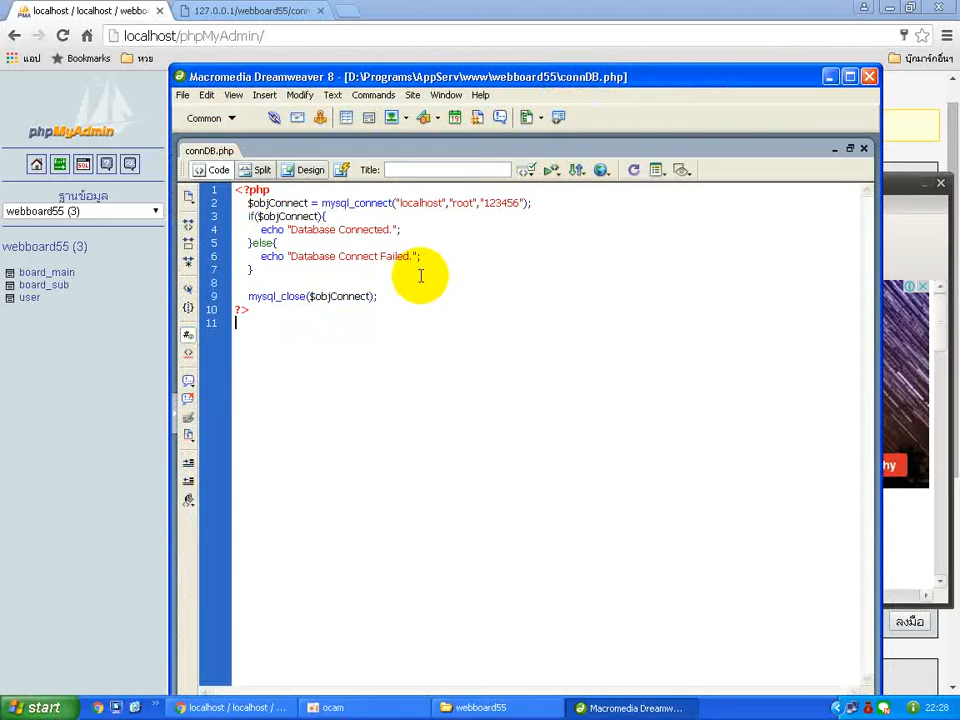 localhost / localhost / webbo
127.0.0.1/webboard55/conn
localhost/phpMyAdmin/
แอป
Bookmarks
หวย
บุ๊กมาร์กอื่นๆ
phpMyAdmin
SQL
ฐานข้อมูล
webboard55 (3)
webboard55 (3)
board_main
board_sub
user
Macromedia Dreamweaver 8 - [D:\Programs\AppServ\www\webboard55\connDB.php]
File Edit View Insert Modify Text Commands Site Window Help
Common
connDB.php
Code Split Design Title:
1 <?php
2 $objConnect = mysql_connect("localhost","root","123456");
3 if($objConnect){
4 echo "Database Connected.";
5 }else{
6 echo "Database Connect Failed.";
7 }
8
9 mysql_close($objConnect);
10 ?>
11
hy
ลงมือ
start
localhost / localhost / ...
ocam
webboard55
Macromedia Dreamw...
22:28